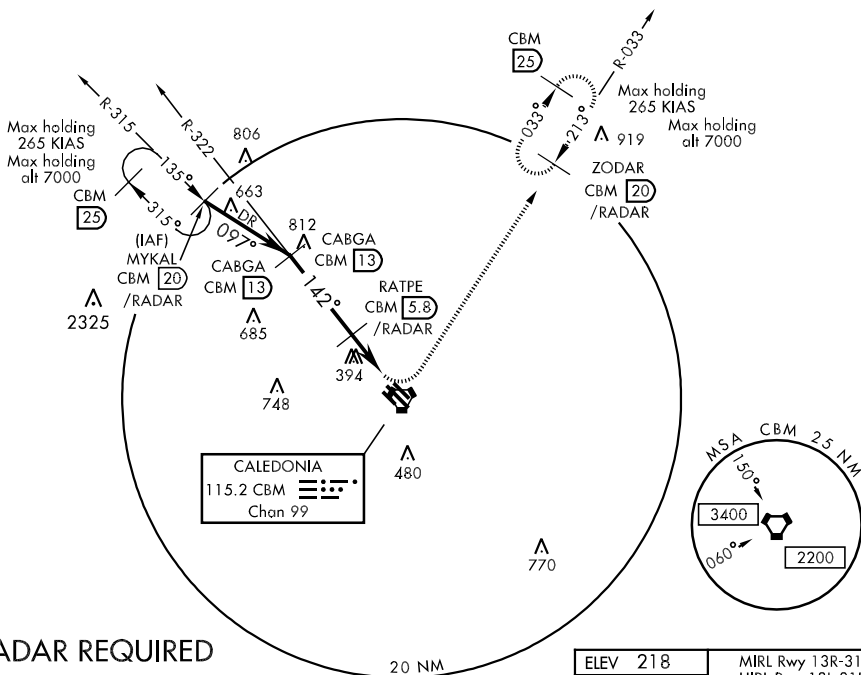 CBM
25
R-033
R-315
R-322
033°
213°
Max holding
265 KIAS
Max holding
alt 7000
919
Max holding
265 KIAS
Max holding
alt 7000
806
135°
315°
CBM
25
ZODAR
CBM 20
/RADAR
663
DR
097°
812
(IAF)
MYKAL
CBM 20
/RADAR
CABGA
CBM 13
CABGA
CBM 13
142°
RATPE
CBM 5.8
/RADAR
2325
685
394
748
CALEDONIA
115.2 CBM
Chan 99
480
770
MSA CBM 25 NM
150°
3400
060°
2200
ADAR REQUIRED
20 NM
ELEV 218
MIRL Rwy 13R-31